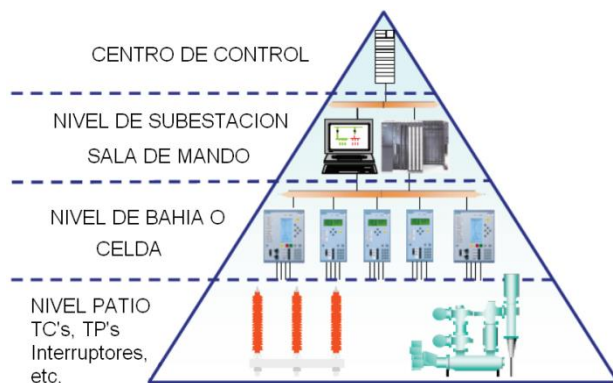 CENTRO DE CONTROL
NIVEL DE SUBESTACION
SALA DE MANDO
NIVEL DE BAHIA O
CELDA
NIVEL PATIO
TC's, TP's
Interruptores,
etc.